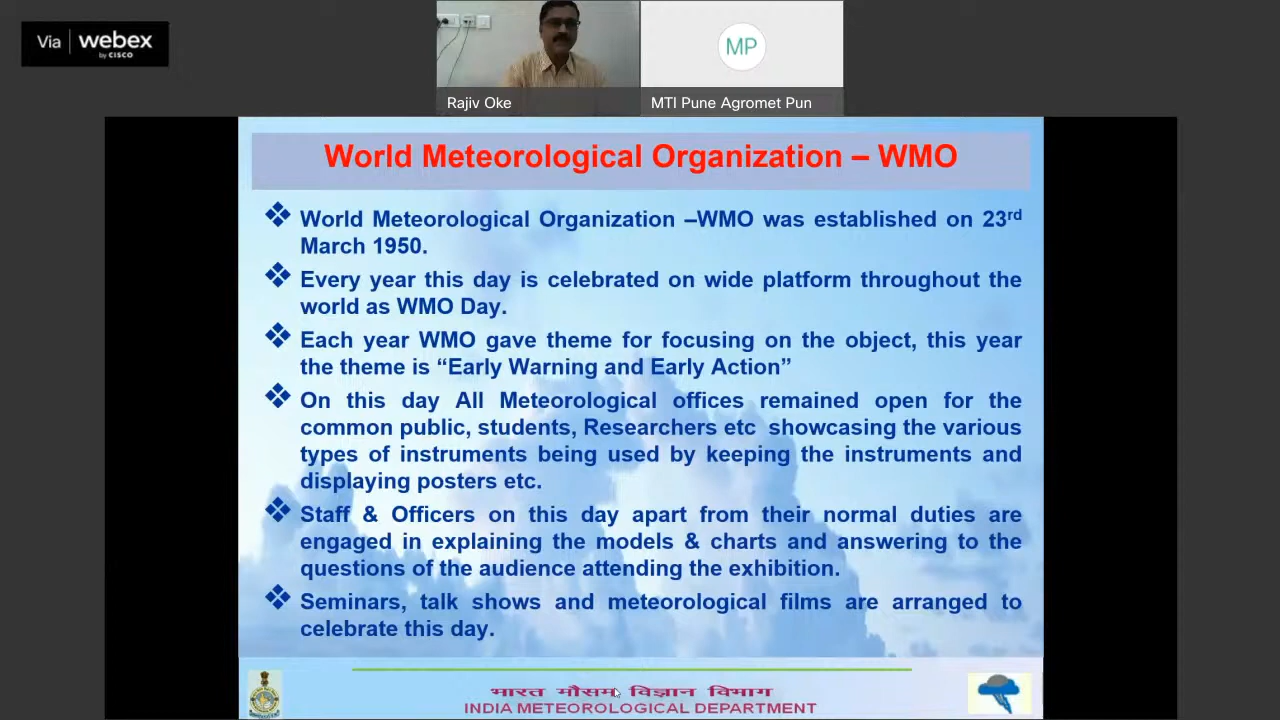 Via webex
by CISCO
MP
Rajiv Oke
MTI Pune Agromet Pun
World Meteorological Organization – WMO
World Meteorological Organization –WMO was established on 23rd
March 1950.
Every year this day is celebrated on wide platform throughout the
world as WMO Day.
Each year WMO gave theme for focusing on the object, this year
the theme is “Early Warning and Early Action”
On this day All Meteorological offices remained open for the
common public, students, Researchers etc showcasing the various
types of instruments being used by keeping the instruments and
displaying posters etc.
Staff & Officers on this day apart from their normal duties are
engaged in explaining the models & charts and answering to the
questions of the audience attending the exhibition.
Seminars, talk shows and meteorological films are arranged to
celebrate this day.
भारत मौसम विज्ञान विभाग
INDIA METEOROLOGICAL DEPARTMENT